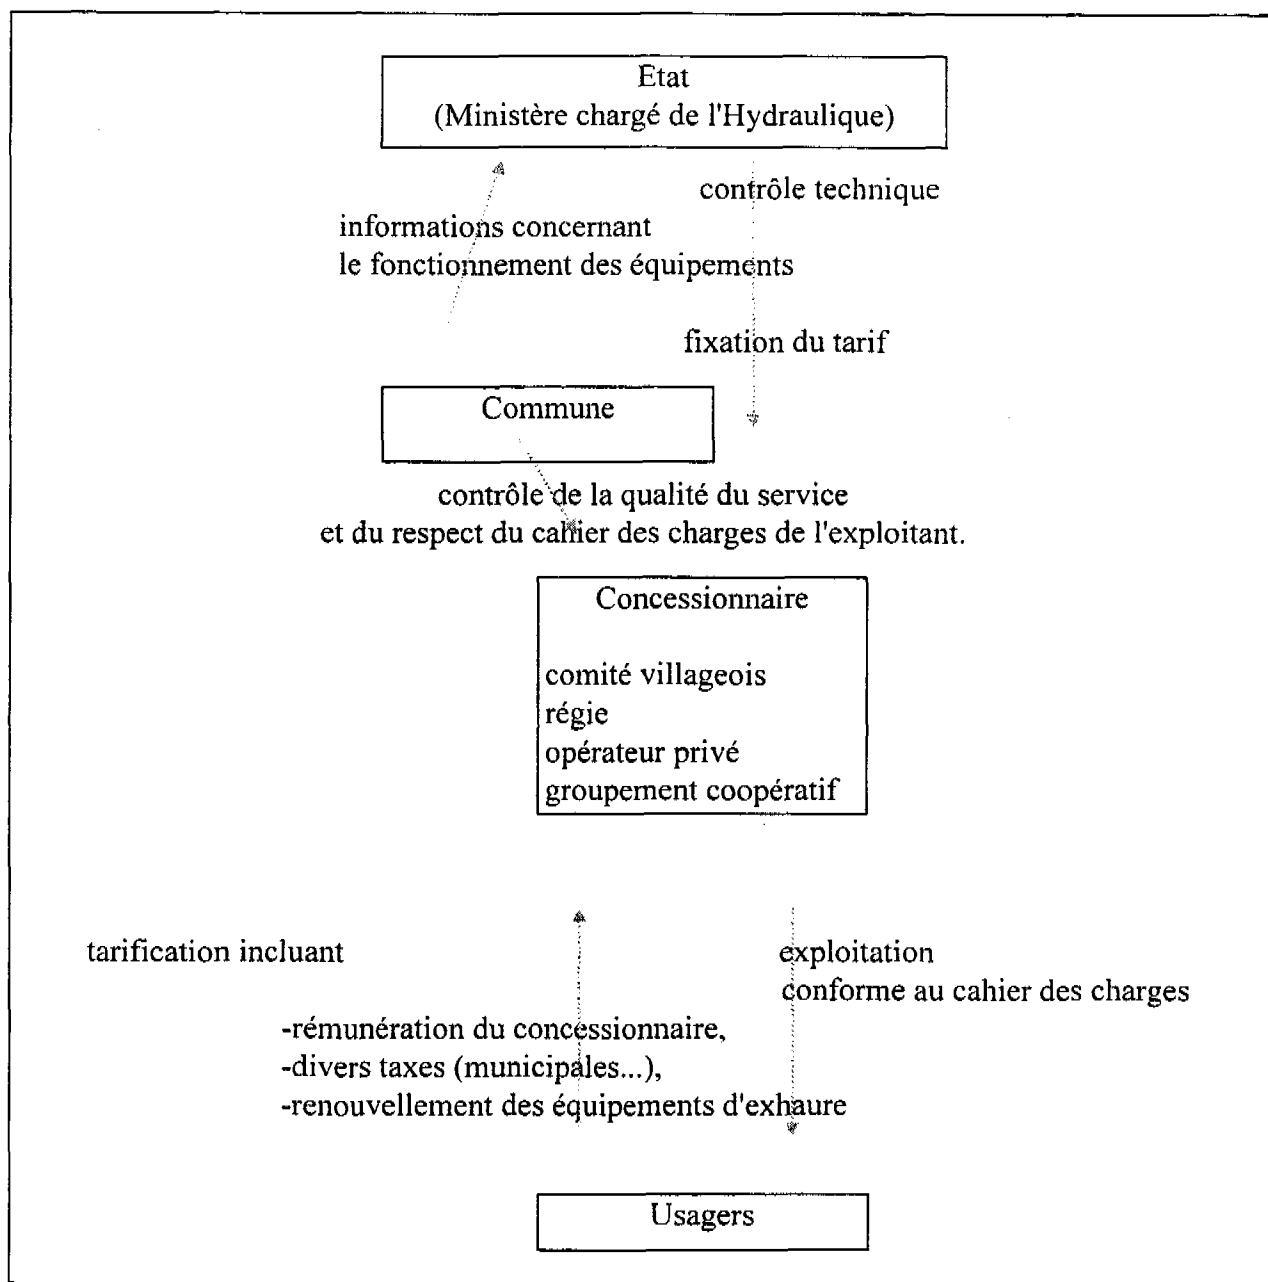 Etat
(Ministère chargé de l'Hydraulique)
contrôle technique
informations concernant
le fonctionnement des équipements
fixation du tarif
Commune
contrôle de la qualité du service
et du respect du cahier des charges de l'exploitant.
Concessionnaire
comité villageois
régie
opérateur privé
groupement coopératif
tarification incluant
exploitation
conforme au cahier des charges
-rémunération du concessionnaire,
-divers taxes (municipales...),
-renouvellement des équipements d'exhaure
Usagers